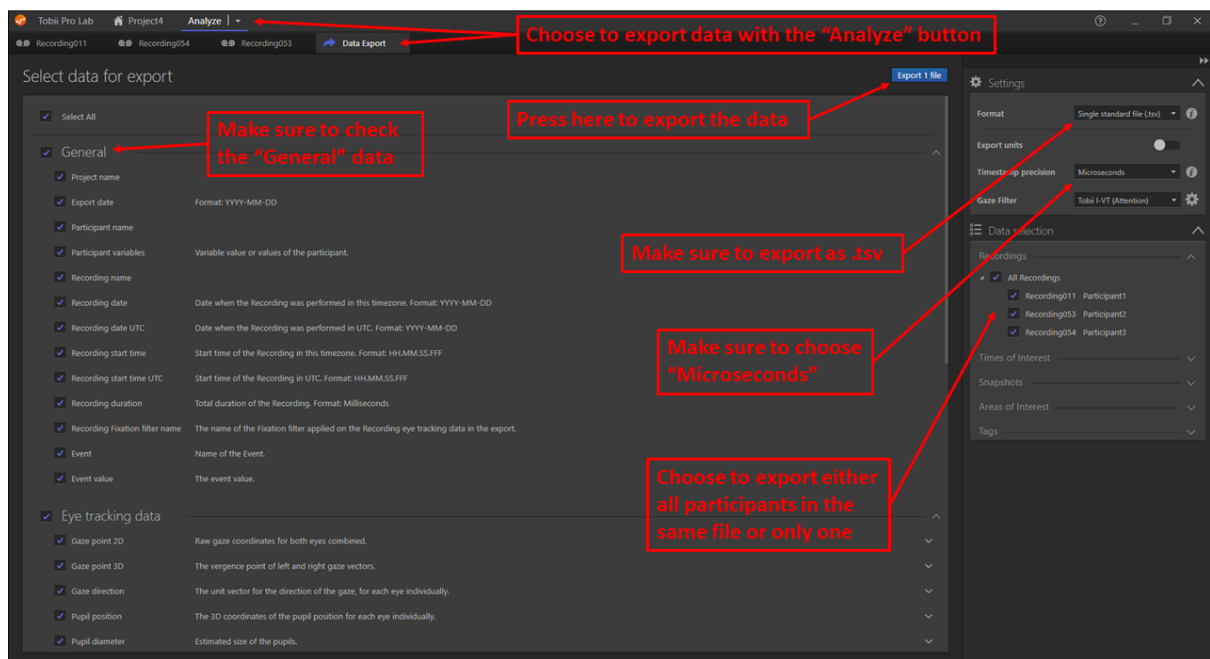 Tobii Pro Lab Project4 Analyze
Recording011 Recording054 Recording053 Data Export
Choose to export data with the “Analyze” button
Select data for export
Export 1 file
Select All
Make sure to check
the “General” data
Press here to export the data
General
Project name
Export date Format: YYYY-MM-DD
Participant name
Participant variables Variable value or values of the participant.
Recording name
Recording date Date when the Recording was performed in this timezone. Format: YYYY-MM-DD
Recording date UTC Date when the Recording was performed in UTC. Format: YYYY-MM-DD
Recording start time Start time of the Recording in this timezone. Format: HH.MM.SS.FFF
Recording start time UTC Start time of the Recording in UTC. Format: HH.MM.SS.FFF
Recording duration Total duration of the Recording. Format: Milliseconds
Recording Fixation filter name The name of the Fixation filter applied on the Recording eye tracking data in the export.
Event Name of the Event.
Event value The event value.
Eye tracking data
Gaze point 2D Raw gaze coordinates for both eyes combined.
Gaze point 3D The vergence point of left and right gaze vectors.
Gaze direction The unit vector for the direction of the gaze, for each eye individually.
Pupil position The 3D coordinates of the pupil position for each eye individually.
Pupil diameter Estimated size of the pupils.
Make sure to export as .tsv
Make sure to choose
“Microseconds”
Choose to export either
all participants in the
same file or only one
Settings
Format Single standard file (.tsv)
Export units
Timestamp precision Microseconds
Gaze Filter Tobii I-VT (Attention)
Data selection
Recordings
All Recordings
Recording011 Participant1
Recording053 Participant2
Recording054 Participant3
Times of Interest
Snapshots
Areas of Interest
Tags